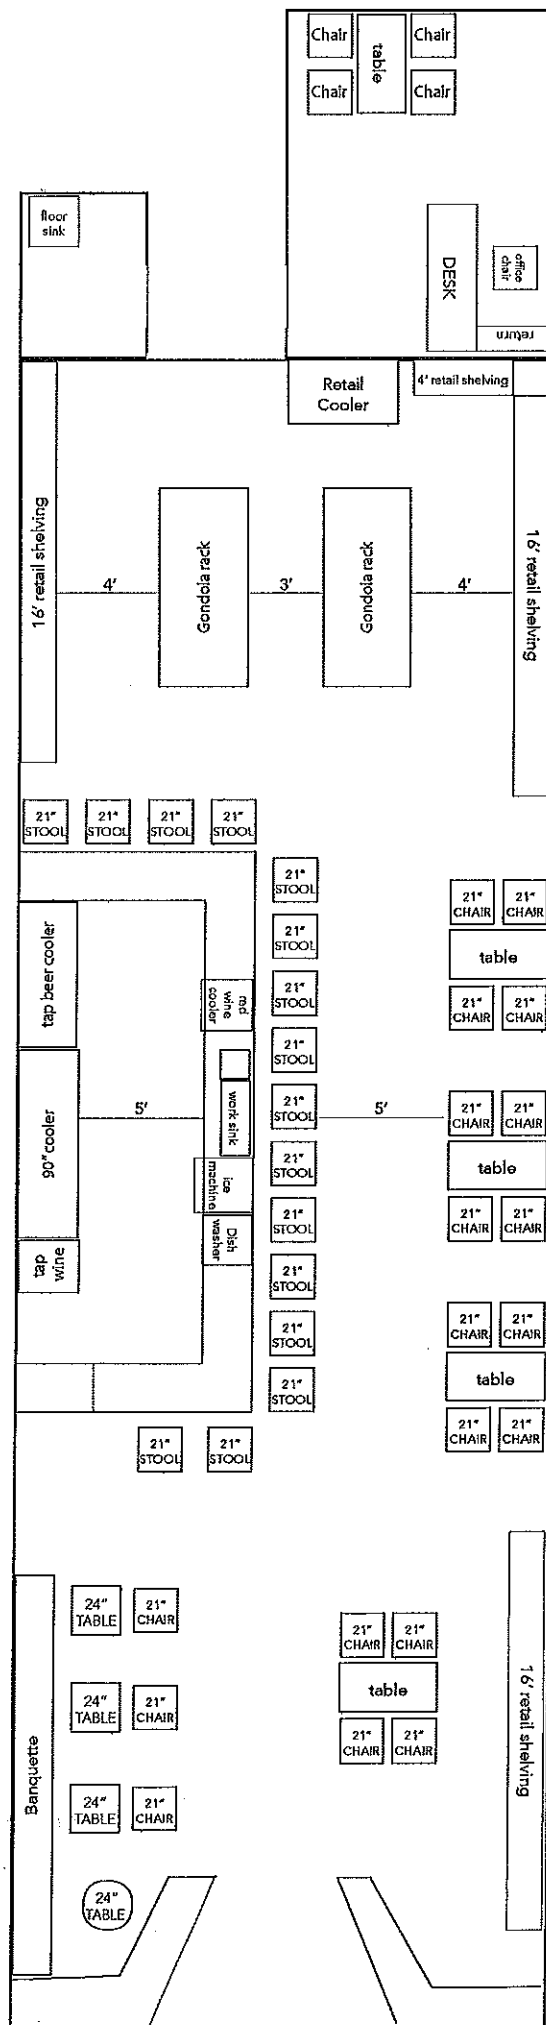 Chair
Chair
table
Chair
Chair
floor
sink
DESK
office
chair
return
Retail
Cooler
4' retail shelving
16' retail shelving
4'
Gondola rack
3'
Gondola rack
4'
16' retail shelving
21"
STOOL
21"
STOOL
21"
STOOL
21"
STOOL
21"
STOOL
21"
STOOL
21"
STOOL
21"
STOOL
21"
STOOL
21"
STOOL
21"
STOOL
21"
STOOL
21"
STOOL
21"
STOOL
tap beer cooler
red
wine
cooler
90" cooler
5'
work sink
5'
ice
machine
tap
wine
Dish
washer
21"
CHAIR
21"
CHAIR
table
21"
CHAIR
21"
CHAIR
21"
CHAIR
21"
CHAIR
table
21"
CHAIR
21"
CHAIR
21"
CHAIR
21"
CHAIR
table
21"
CHAIR
21"
CHAIR
21"
STOOL
21"
STOOL
Banquette
24"
TABLE
21"
CHAIR
24"
TABLE
21"
CHAIR
24"
TABLE
21"
CHAIR
24"
TABLE
21"
CHAIR
21"
CHAIR
table
21"
CHAIR
21"
CHAIR
16' retail shelving